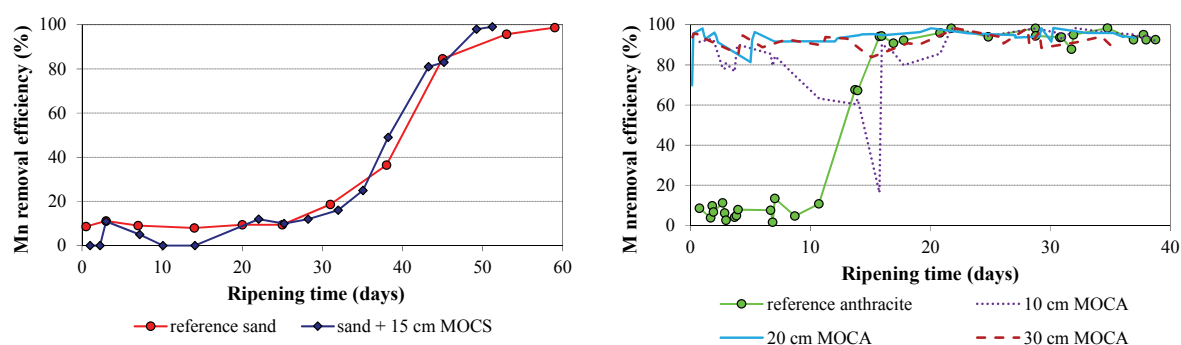 Mn removal efficiency (%)
100
80
60
40
20
0
0 10 20 30 40 50 60
Ripening time (days)
reference sand sand + 15 cm MOCS
M nremoval efficiency (%)
100
80
60
40
20
0
0 10 20 30 40
Ripening time (days)
reference anthracite 10 cm MOCA
20 cm MOCA 30 cm MOCA